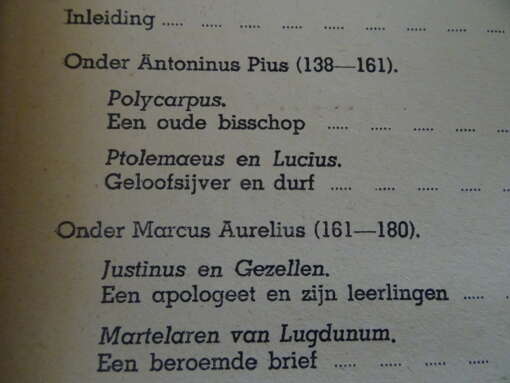 Inleiding ..... ..... ..... ..... ..... ..... ..... .....
Onder Antoninus Pius (138—161).
Polycarpus.
Een oude bisschop ..... ..... ..... ..... .....
Ptolemaeus en Lucius.
Geloofsijver en durf ..... ..... ..... ..... .....
Onder Marcus Aurelius (161—180).
Justinus en Gezellen.
Een apologeet en zijn leerlingen ..... .....
Martelaren van Lugdunum.
Een beroemde brief ..... ..... ..... ..... .....